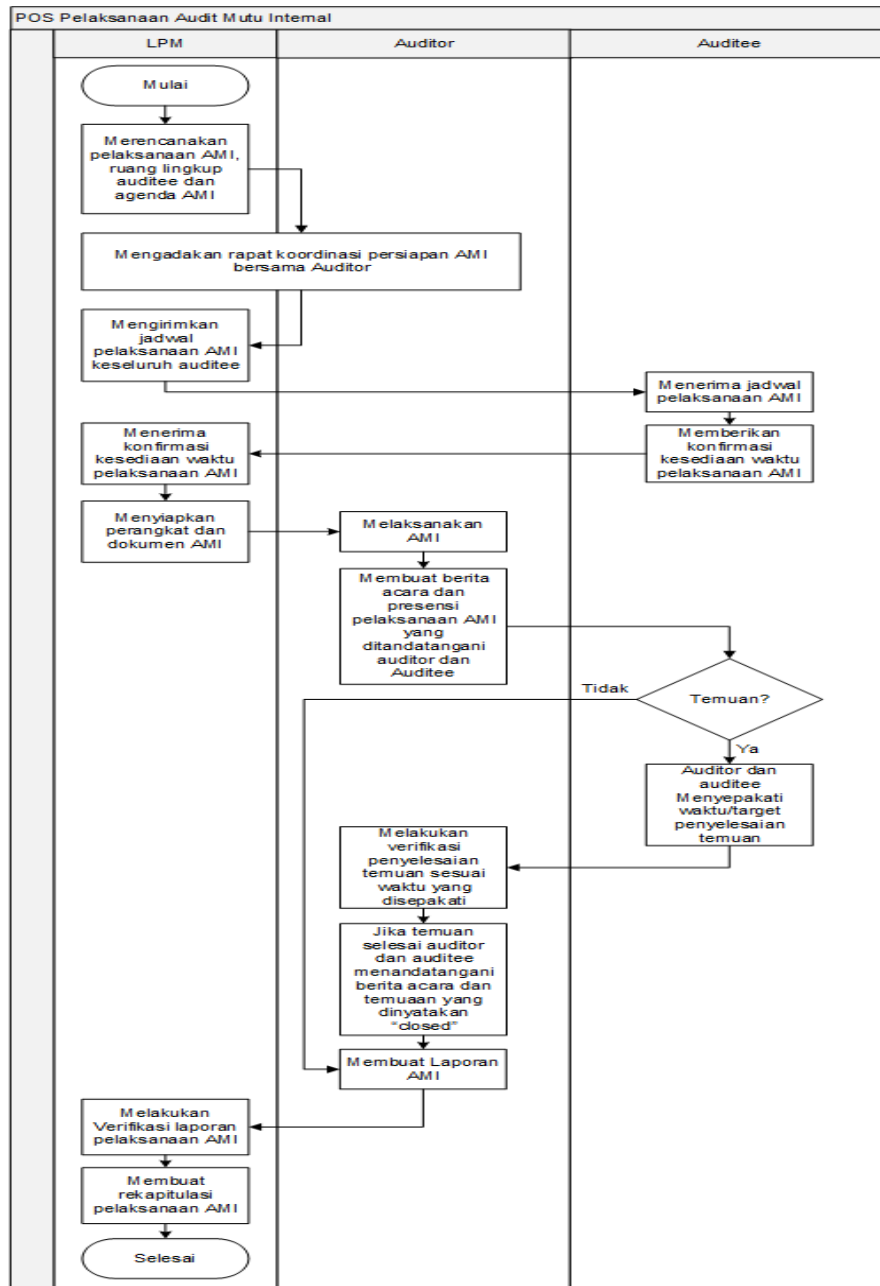 POS Pelaksanaan Audit Mutu Internal
LPM
Auditor
Auditee
Mulai
Merencanakan
pelaksanaan AMI,
ruang lingkup
auditee dan
agenda AMI
Mengadakan rapat koordinasi persiapan AMI
bersama Auditor
Mengirimkan
jadwal
pelaksanaan AMI
keseluruh auditee
Menerima jadwal
pelaksanaan AMI
Memberikan
konfirmasi
kesediaan waktu
pelaksanaan AMI
Menerima
konfirmasi
kesediaan waktu
pelaksanaan AMI
Menyiapkan
perangkat dan
dokumen AMI
Melaksanakan
AMI
Membuat berita
acara dan
presensi
pelaksanaan AMI
yang
ditandatangani
auditor dan
Auditee
Temuan?
Tidak
Ya
Auditor dan
auditee
Menyepakati
waktu/target
penyelesaian
temuan
Melakukan
verifikasi
penyelesaian
temuan sesuai
waktu yang
disepakati
Jika temuan
selesai auditor
dan auditee
menandatangani
berita acara dan
temuaan yang
dinyatakan
“closed”
Membuat Laporan
AMI
Melakukan
Verifikasi laporan
pelaksanaan AMI
Membuat
rekapitulasi
pelaksanaan AMI
Selesai